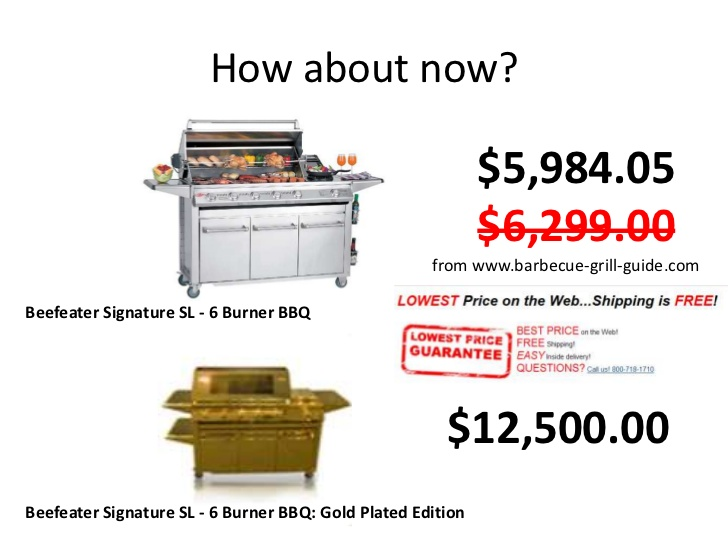 How about now?
$5,984.05
$6,299.00
from www.barbecue-grill-guide.com
LOWEST Price on the Web...Shipping is FREE!
Beefeater Signature SL - 6 Burner BBQ
LOWEST PRICE
GUARANTEE
BEST PRICE on the Web!
FREE Shipping!
EASY Inside delivery!
QUESTIONS? Call us! 800-718-1710
$12,500.00
Beefeater Signature SL - 6 Burner BBQ: Gold Plated Edition